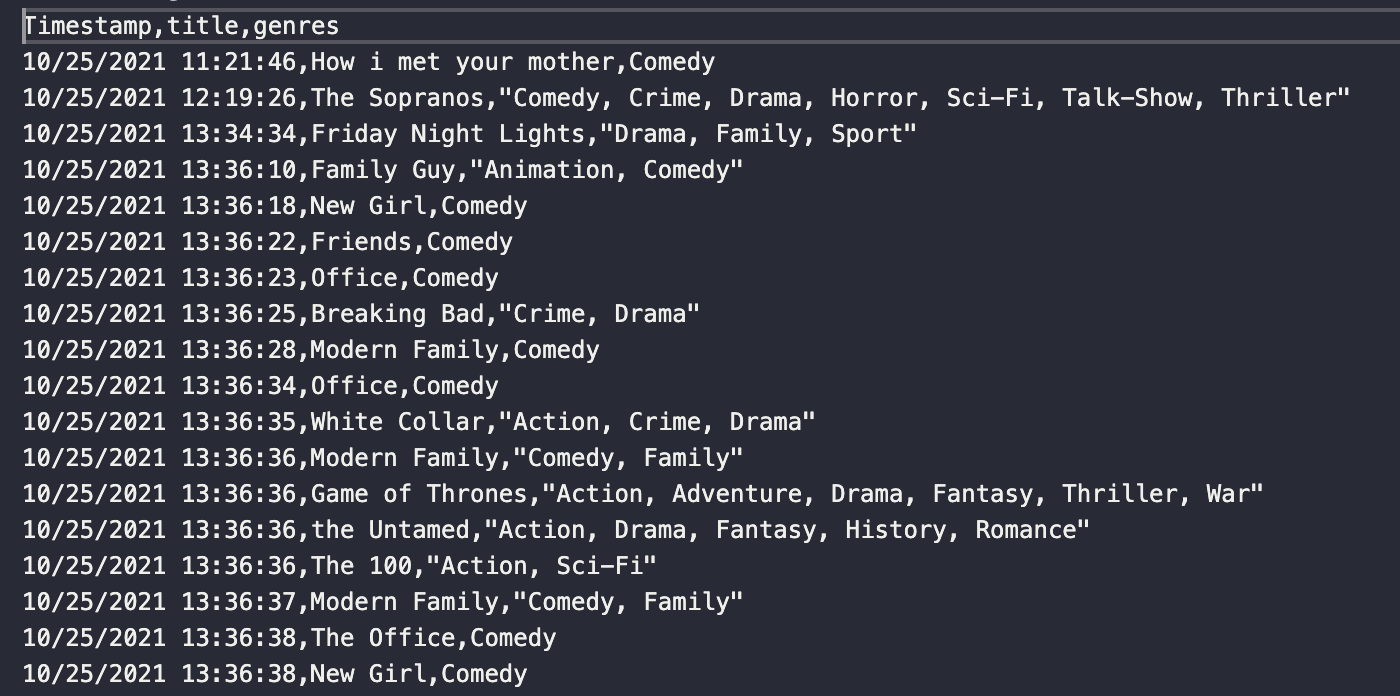 Timestamp,title,genres
10/25/2021 11:21:46,How i met your mother,Comedy
10/25/2021 12:19:26,The Sopranos,"Comedy, Crime, Drama, Horror, Sci-Fi, Talk-Show, Thriller"
10/25/2021 13:34:34,Friday Night Lights,"Drama, Family, Sport"
10/25/2021 13:36:10,Family Guy,"Animation, Comedy"
10/25/2021 13:36:18,New Girl,Comedy
10/25/2021 13:36:22,Friends,Comedy
10/25/2021 13:36:23,Office,Comedy
10/25/2021 13:36:25,Breaking Bad,"Crime, Drama"
10/25/2021 13:36:28,Modern Family,Comedy
10/25/2021 13:36:34,Office,Comedy
10/25/2021 13:36:35,White Collar,"Action, Crime, Drama"
10/25/2021 13:36:36,Modern Family,"Comedy, Family"
10/25/2021 13:36:36,Game of Thrones,"Action, Adventure, Drama, Fantasy, Thriller, War"
10/25/2021 13:36:36,the Untamed,"Action, Drama, Fantasy, History, Romance"
10/25/2021 13:36:36,The 100,"Action, Sci-Fi"
10/25/2021 13:36:37,Modern Family,"Comedy, Family"
10/25/2021 13:36:38,The Office,Comedy
10/25/2021 13:36:38,New Girl,Comedy